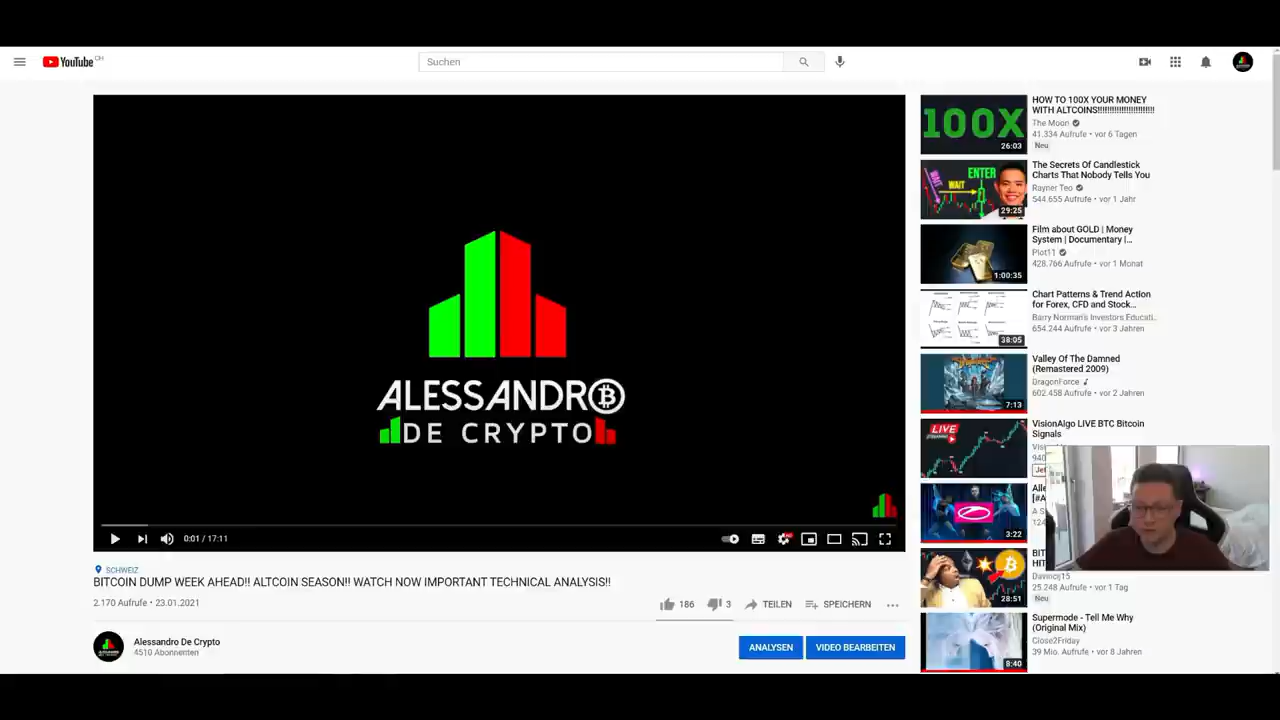 YouTube CH
Suchen
ALESSANDRO
DE CRYPTO
0:01 / 17:11
SCHWEIZ
BITCOIN DUMP WEEK AHEAD!! ALTCOIN SEASON!! WATCH NOW IMPORTANT TECHNICAL ANALYSIS!!
2.170 Aufrufe • 23.01.2021
186
3
TEILEN
SPEICHERN
Alessandro De Crypto
4510 Abonnenten
ANALYSEN
VIDEO BEARBEITEN
100X
26:03
HOW TO 100X YOUR MONEY
WITH ALTCOINS!!!!!!!!!!!!!!!!!!!!!!!
The Moon
41.334 Aufrufe • vor 6 Tagen
Neu
WAIT
WAIT
ENTER
29:25
The Secrets Of Candlestick
Charts That Nobody Tells You
Rayner Teo
544.655 Aufrufe • vor 1 Jahr
1:00:35
Film about GOLD | Money
System | Documentary |...
Plot11
428.766 Aufrufe • vor 1 Monat
38:05
Chart Patterns & Trend Action
for Forex, CFD and Stock...
Barry Norman's Investors Educati...
654.244 Aufrufe • vor 3 Jahren
7:13
Valley Of The Damned
(Remastered 2009)
DragonForce
602.458 Aufrufe • vor 2 Jahren
LIVE
VisionAlgo LIVE BTC Bitcoin
Signals
3:22
28:51
Davincij15
25.248 Aufrufe • vor 1 Tag
Neu
8:40
Supermode - Tell Me Why
(Original Mix)
Close2Friday
39 Mio. Aufrufe • vor 8 Jahren